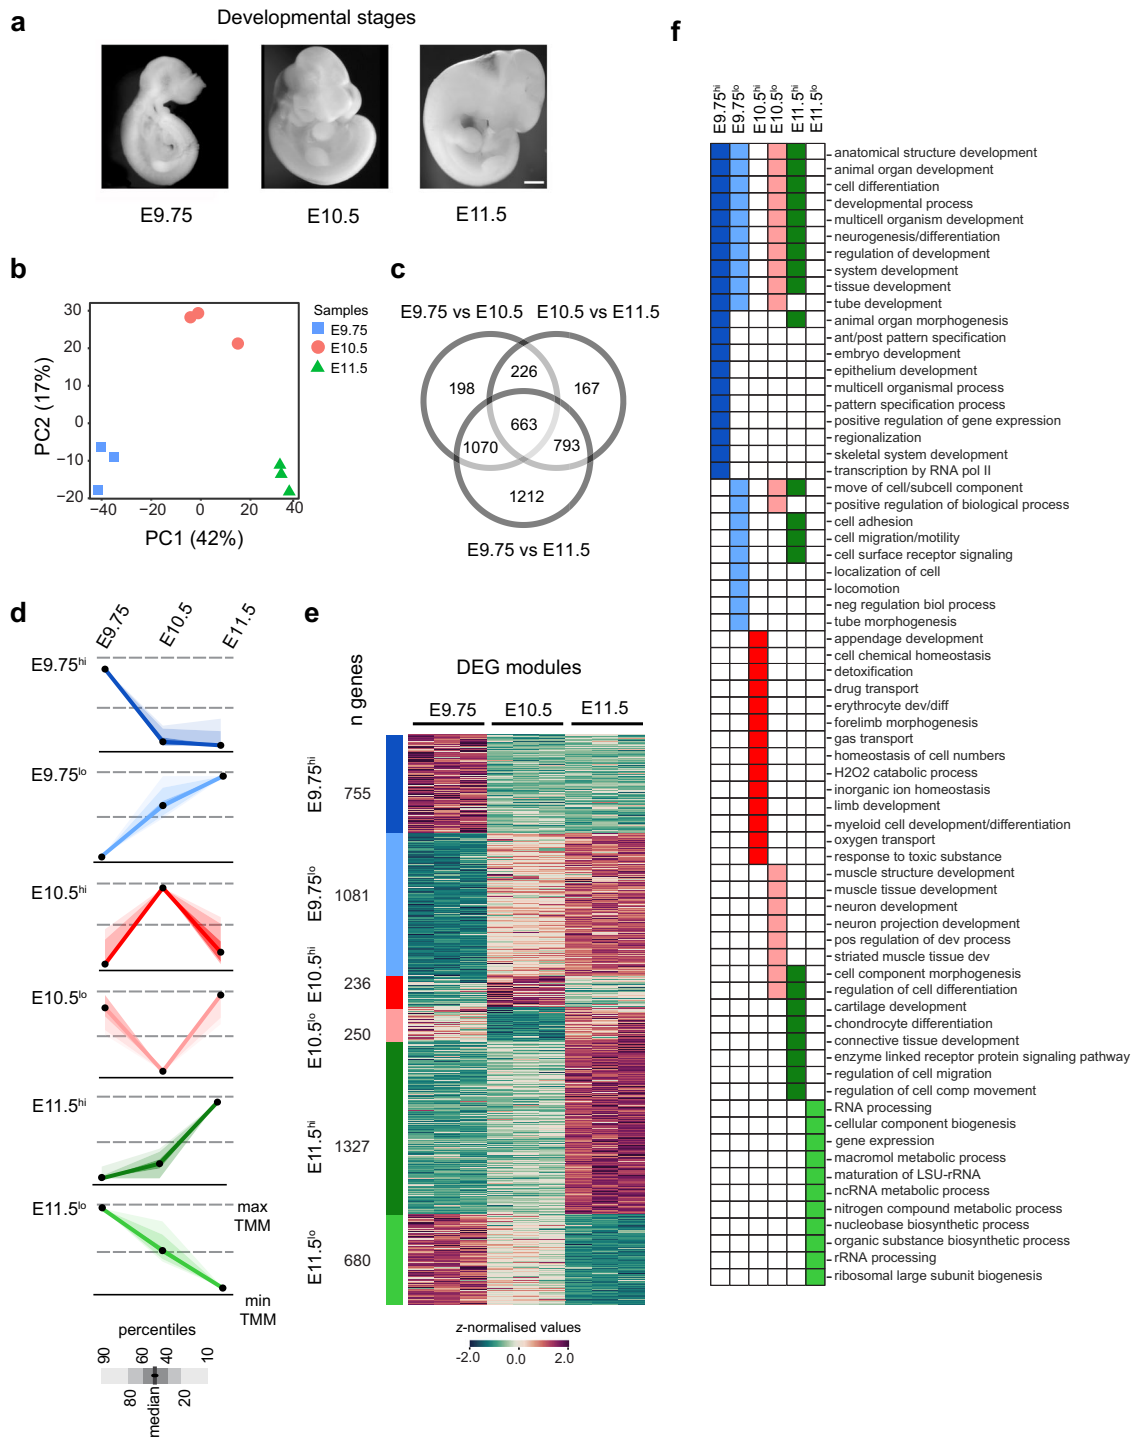 a
Developmental stages
E9.75
E10.5
E11.5
b
30
20
10
0
−10
−20
−40
−20
0
20
40
PC2 (17%)
PC1 (42%)
Samples
E9.75
E10.5
E11.5
c
E9.75 vs E10.5
E10.5 vs E11.5
198
226
167
663
1070
793
1212
E9.75 vs E11.5
d
E9.75
E10.5
E11.5
E9.75hi
E9.75lo
E10.5hi
E10.5lo
E11.5hi
E11.5lo
max
TMM
min
TMM
percentiles
90
60
40
10
80
median
20
e
n genes
DEG modules
E9.75
E10.5
E11.5
E9.75hi
755
E9.75lo
1081
E10.5hi
236
E10.5lo
250
E11.5hi
1327
E11.5lo
680
z-normalised values
-2.0
0.0
2.0
f
E9.75hi
E9.75lo
E10.5hi
E10.5lo
E11.5hi
E11.5lo
anatomical structure development
animal organ development
cell differentiation
developmental process
multicell organism development
neurogenesis/differentiation
regulation of development
system development
tissue development
tube development
animal organ morphogenesis
ant/post pattern specification
embryo development
epithelium development
multicell organismal process
pattern specification process
positive regulation of gene expression
regionalization
skeletal system development
transcription by RNA pol II
move of cell/subcell component
positive regulation of biological process
cell adhesion
cell migration/motility
cell surface receptor signaling
localization of cell
locomotion
neg regulation biol process
tube morphogenesis
appendage development
cell chemical homeostasis
detoxification
drug transport
erythrocyte dev/diff
forelimb morphogenesis
gas transport
homeostasis of cell numbers
H2O2 catabolic process
inorganic ion homeostasis
limb development
myeloid cell development/differentiation
oxygen transport
response to toxic substance
muscle structure development
muscle tissue development
neuron development
neuron projection development
pos regulation of dev process
striated muscle tissue dev
cell component morphogenesis
regulation of cell differentiation
cartilage development
chondrocyte differentiation
connective tissue development
enzyme linked receptor protein signaling pathway
regulation of cell migration
regulation of cell comp movement
RNA processing
cellular component biogenesis
gene expression
macromol metabolic process
maturation of LSU-rRNA
ncRNA metabolic process
nitrogen compound metabolic process
nucleobase biosynthetic process
organic substance biosynthetic process
rRNA processing
ribosomal large subunit biogenesis